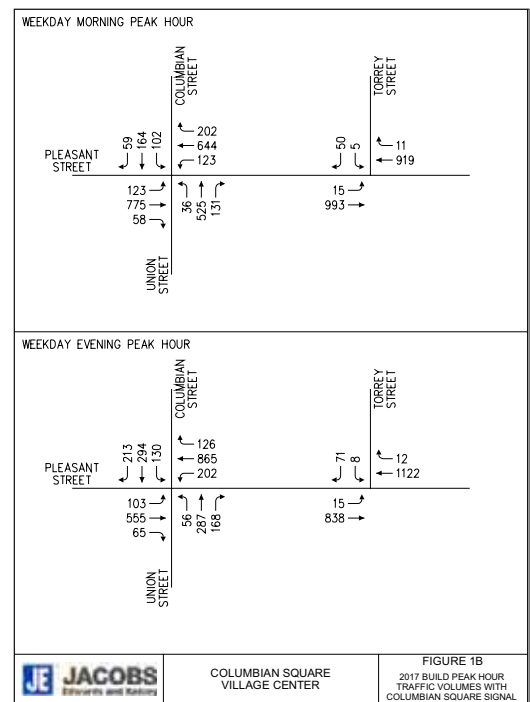 WEEKDAY MORNING PEAK HOUR
COLUMBIAN
STREET
TORREY
STREET
59 164 102
202
644
123
50 5
11
919
PLEASANT
STREET
123
775
58
36 525 131
15
993
UNION
STREET
WEEKDAY EVENING PEAK HOUR
COLUMBIAN
STREET
TORREY
STREET
213 294 130
126
865
202
71 8
12
1122
PLEASANT
STREET
103
555
65
56 287 168
15
838
UNION
STREET
JE JACOBS
Edwards and Kelcey
COLUMBIAN SQUARE
VILLAGE CENTER
FIGURE 1B
2017 BUILD PEAK HOUR
TRAFFIC VOLUMES WITH
COLUMBIAN SQUARE SIGNAL